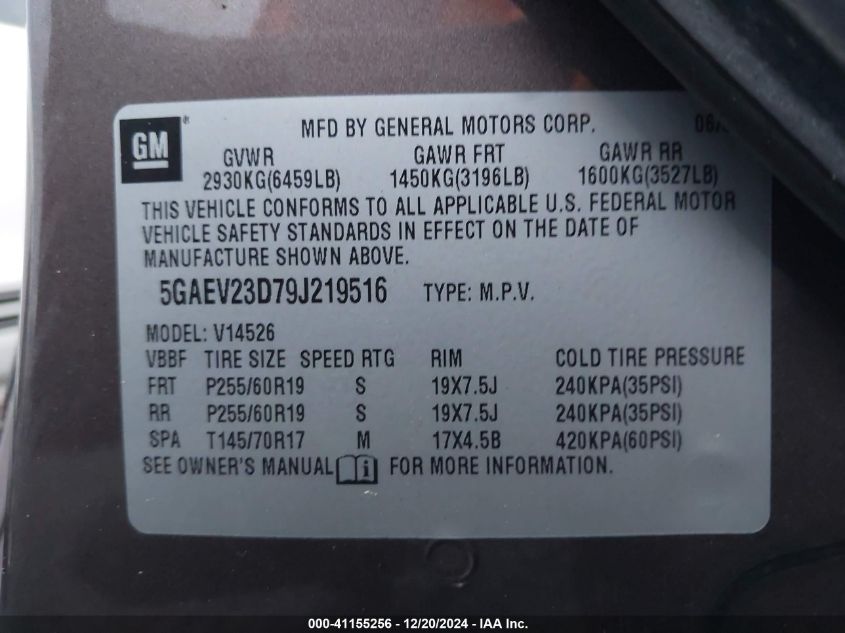 GM ®
MFD BY GENERAL MOTORS CORP.
GVWR GAWR FRT GAWR RR
2930KG(6459LB) 1450KG(3196LB) 1600KG(3527LB)
THIS VEHICLE CONFORMS TO ALL APPLICABLE U.S. FEDERAL MOTOR
VEHICLE SAFETY STANDARDS IN EFFECT ON THE DATE OF
MANUFACTURE SHOWN ABOVE.
5GAEV23D79J219516 TYPE: M.P.V.
MODEL: V14526
VBBF TIRE SIZE SPEED RTG RIM COLD TIRE PRESSURE
FRT P255/60R19 S 19X7.5J 240KPA(35PSI)
RR P255/60R19 S 19X7.5J 240KPA(35PSI)
SPA T145/70R17 M 17X4.5B 420KPA(60PSI)
SEE OWNER'S MANUAL i FOR MORE INFORMATION.
000-41155256 - 12/20/2024 - IAA Inc.